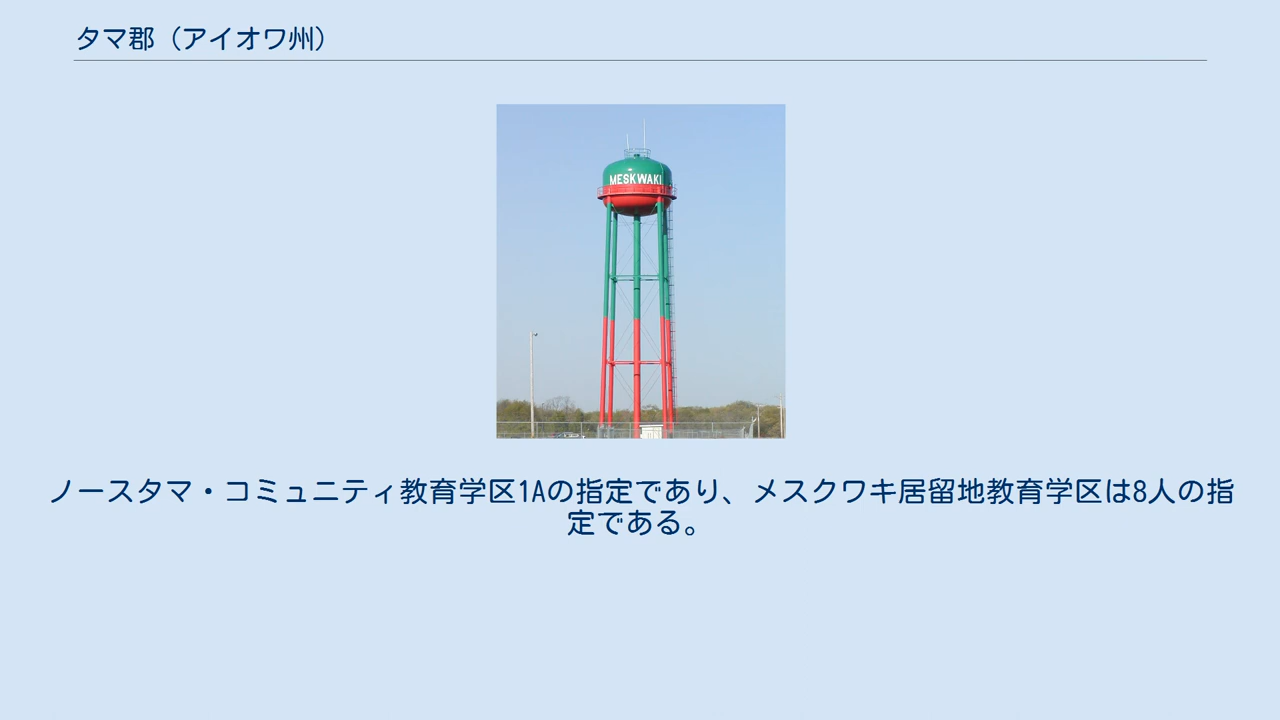 タマ郡（アイオワ州）
MESKWAKI
ノースタマ・コミュニティ教育学区1Aの指定であり、メスクワキ居留地教育学区は8人の指
定である。